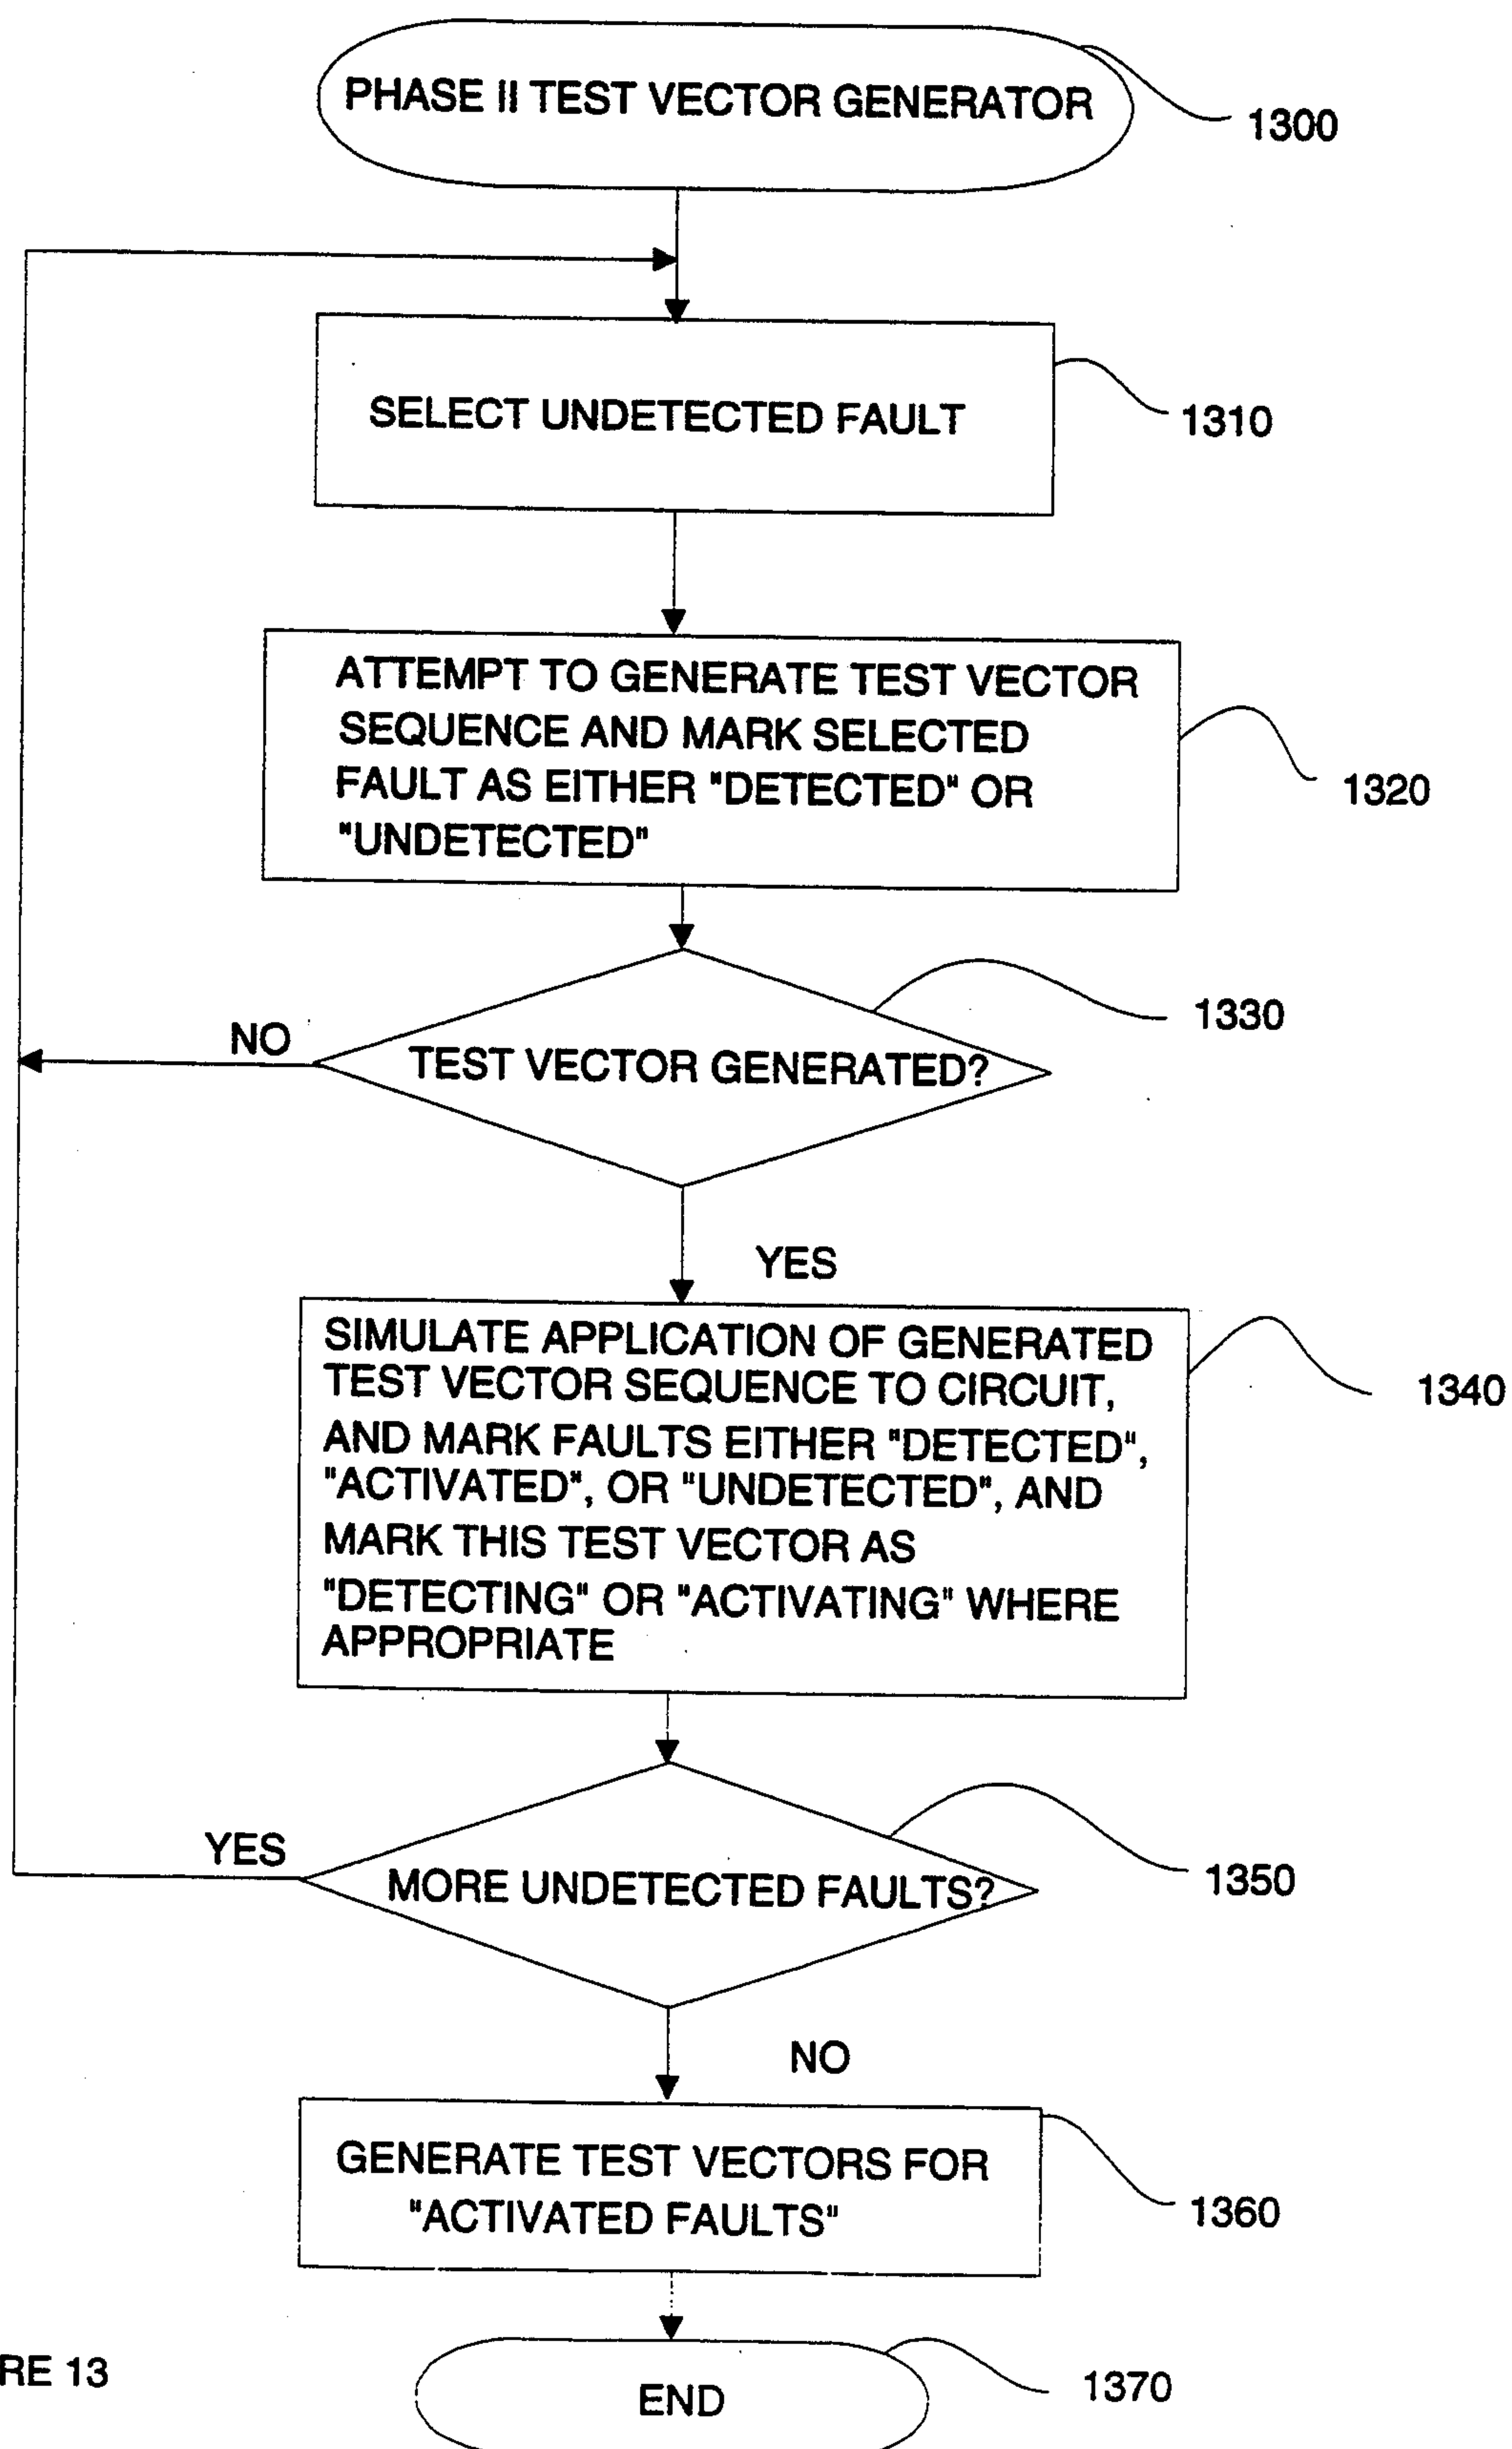 PHASE II TEST VECTOR GENERATOR
1300
SELECT UNDETECTED FAULT
1310
ATTEMPT TO GENERATE TEST VECTOR
SEQUENCE AND MARK SELECTED
FAULT AS EITHER "DETECTED" OR
"UNDETECTED"
1320
1330
NO
TEST VECTOR GENERATED?
YES
SIMULATE APPLICATION OF GENERATED
TEST VECTOR SEQUENCE TO CIRCUIT,
AND MARK FAULTS EITHER "DETECTED",
"ACTIVATED", OR "UNDETECTED", AND
MARK THIS TEST VECTOR AS
"DETECTING" OR "ACTIVATING" WHERE
APPROPRIATE
1340
YES
MORE UNDETECTED FAULTS?
1350
NO
GENERATE TEST VECTORS FOR
"ACTIVATED FAULTS"
1360
RE 13
END
1370